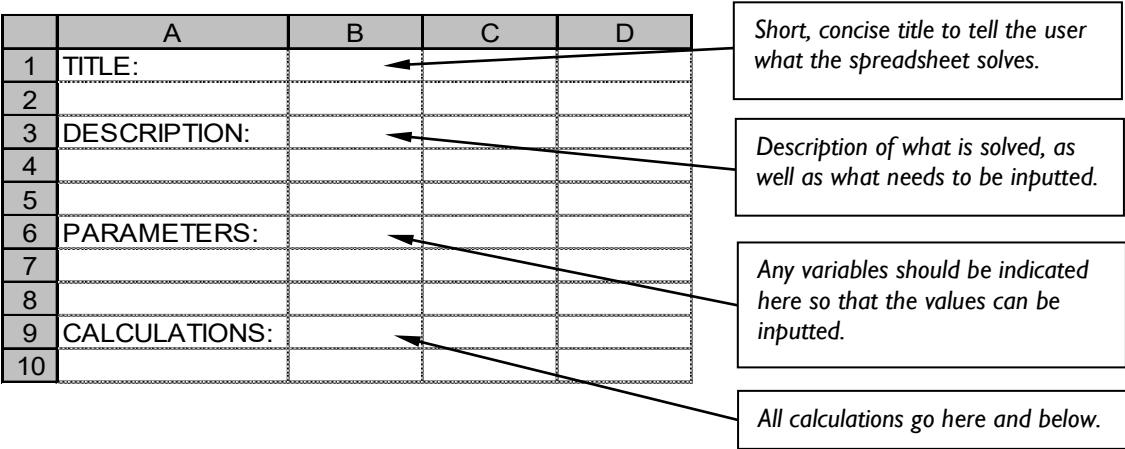 A B C D
1 TITLE:
2
3 DESCRIPTION:
4
5
6 PARAMETERS:
7
8
9 CALCULATIONS:
10
Short, concise title to tell the user
what the spreadsheet solves.
Description of what is solved, as
well as what needs to be inputted.
Any variables should be indicated
here so that the values can be
inputted.
All calculations go here and below.